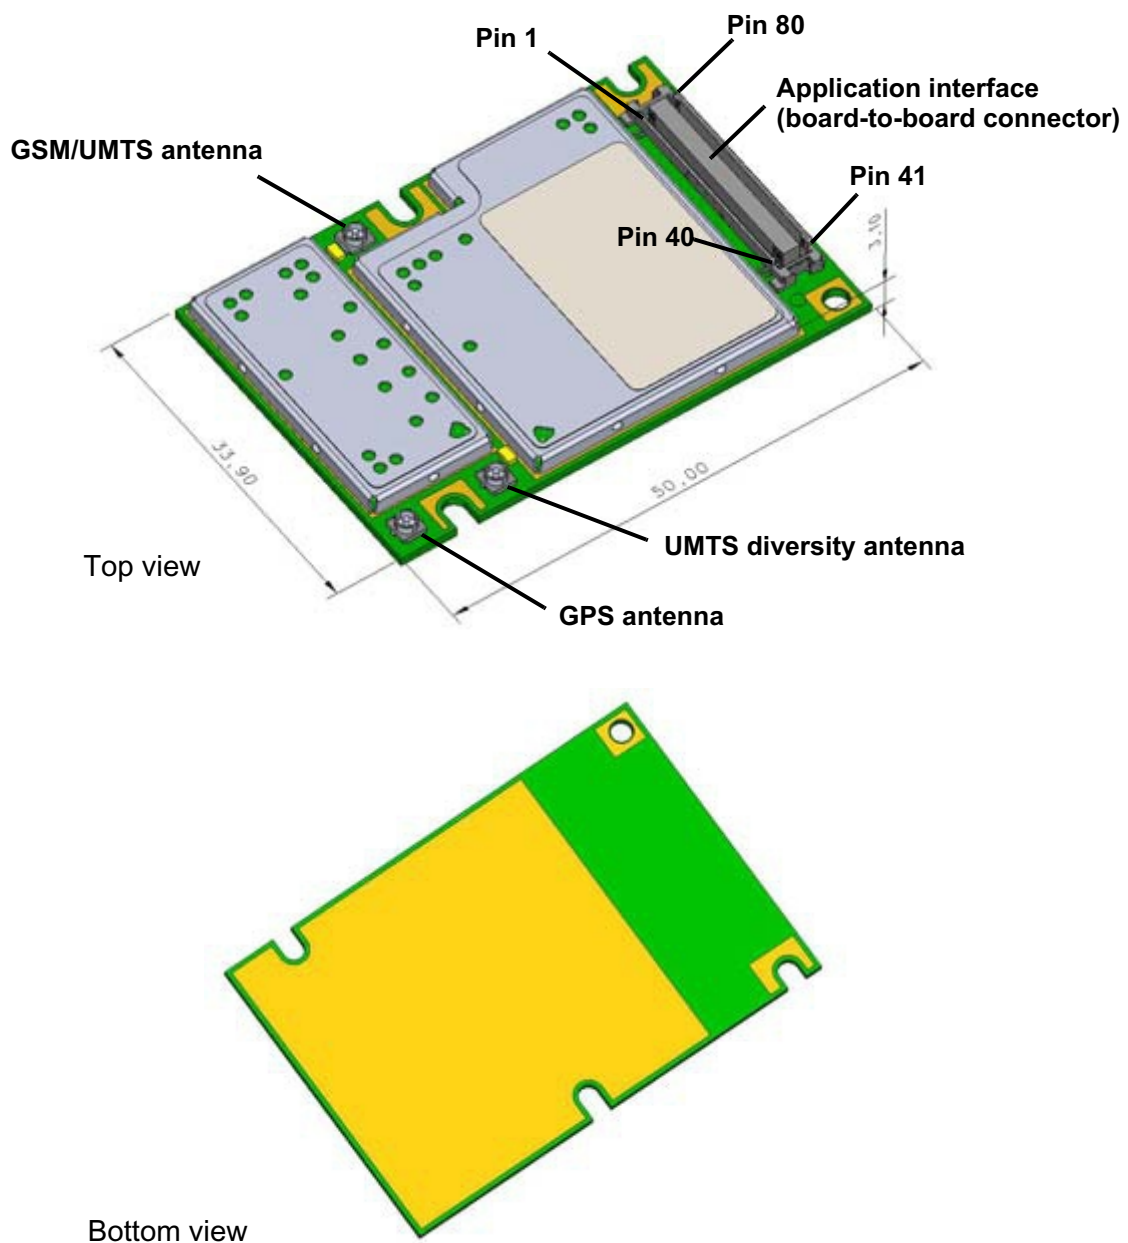 Pin 80
Pin 1
Application interface
(board-to-board connector)
GSM/UMTS antenna
Pin 41
Pin 40
3,10
33,90
50,00
UMTS diversity antenna
Top view
GPS antenna
Bottom view